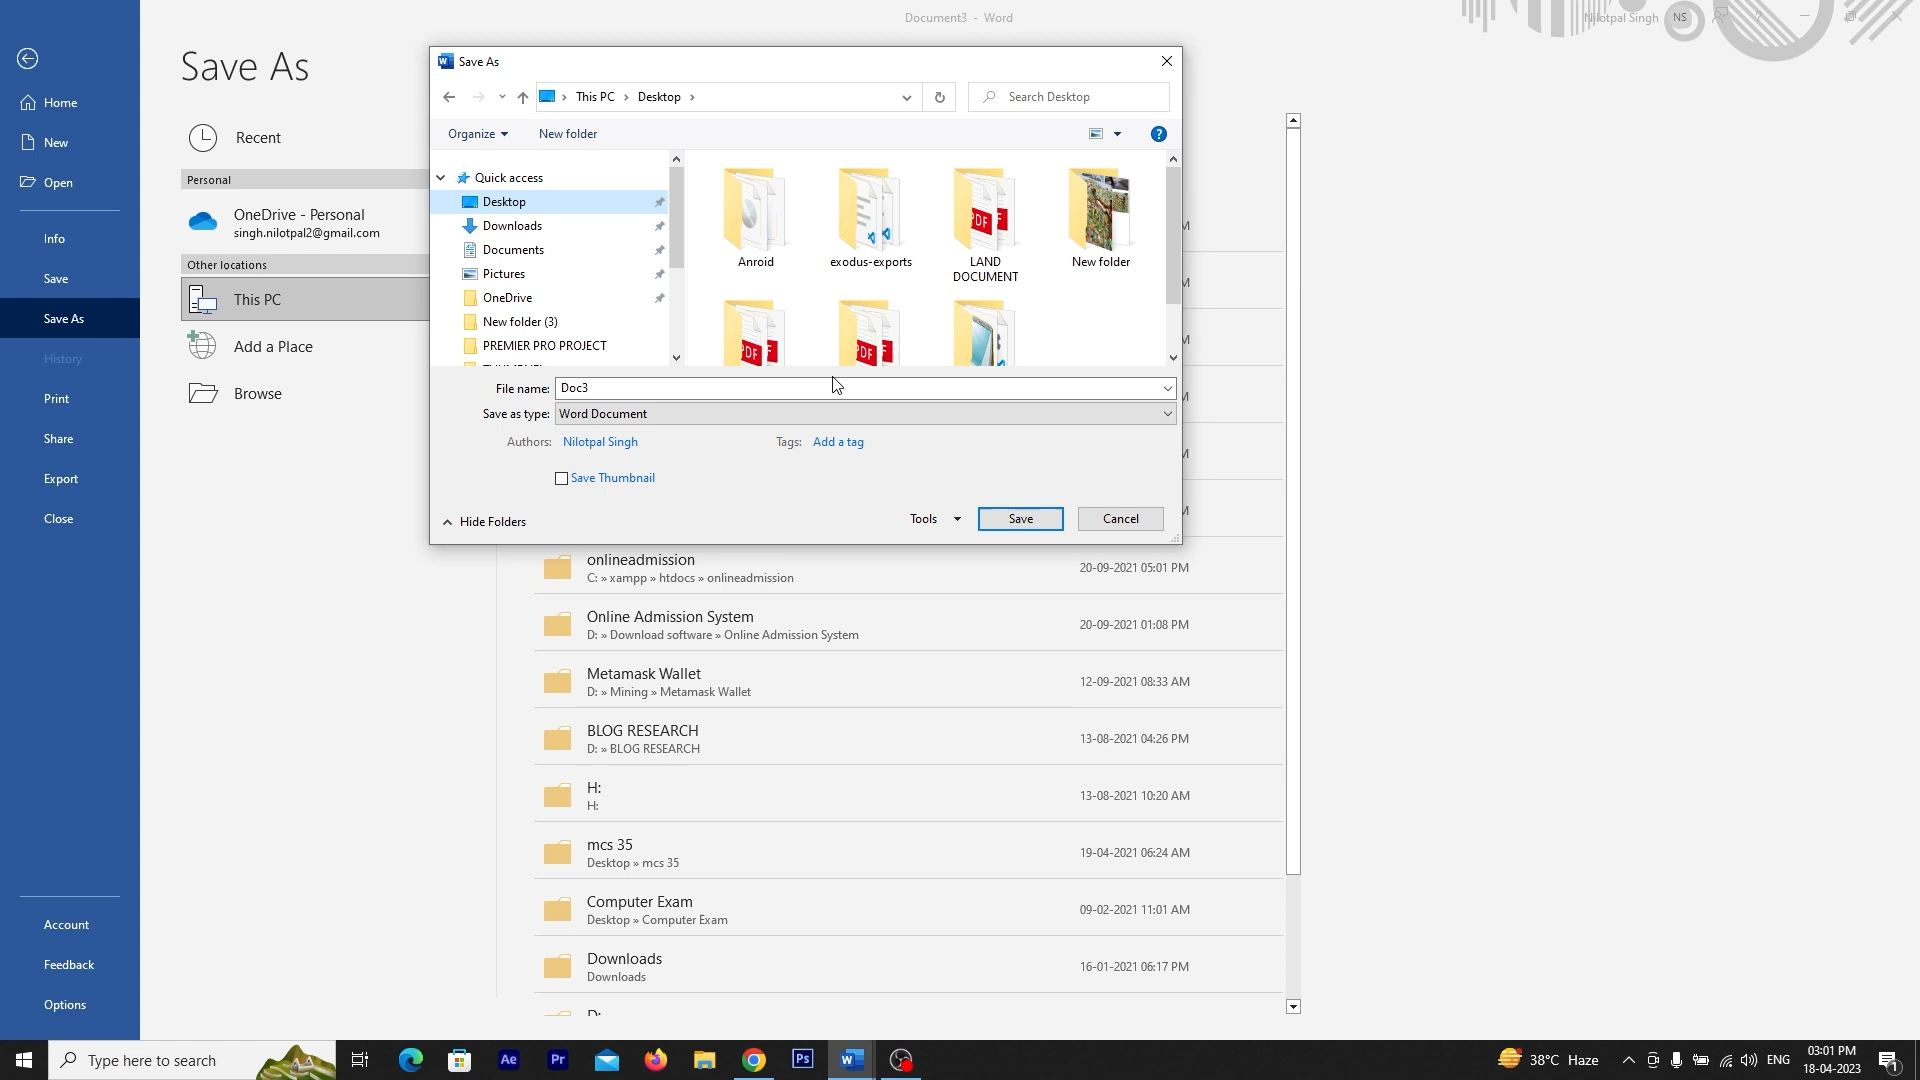 Document3 - Word
Nilotpal Singh
NS
?
Save As
Home
New
Open
Info
Save
Save As
History
Print
Share
Export
Close
Account
Feedback
Options
Recent
Personal
OneDrive - Personal
singh.nilotpal2@gmail.com
Other locations
This PC
Add a Place
Browse
Save As
This PC › Desktop ›
Search Desktop
Organize
New folder
?
Quick access
Desktop
Downloads
Documents
Pictures
OneDrive
New folder (3)
PREMIER PRO PROJECT
Anroid
exodus-exports
PDF
LAND
DOCUMENT
New folder
PDF
PDF
File name: Doc3
Save as type: Word Document
Authors: Nilotpal Singh
Tags: Add a tag
Save Thumbnail
Hide Folders
Tools
Save
Cancel
M
M
M
M
M
M
onlineadmission
C: » xampp » htdocs » onlineadmission
20-09-2021 05:01 PM
Online Admission System
D: » Download software » Online Admission System
20-09-2021 01:08 PM
Metamask Wallet
D: » Mining » Metamask Wallet
12-09-2021 08:33 AM
BLOG RESEARCH
D: » BLOG RESEARCH
13-08-2021 04:26 PM
H:
H:
13-08-2021 10:20 AM
mcs 35
Desktop » mcs 35
19-04-2021 06:24 AM
Computer Exam
Desktop » Computer Exam
09-02-2021 11:01 AM
Downloads
Downloads
16-01-2021 06:17 PM
D:
Type here to search
Ae
Pr
Ps
W
38°C Haze
ENG
03:01 PM
18-04-2023
1